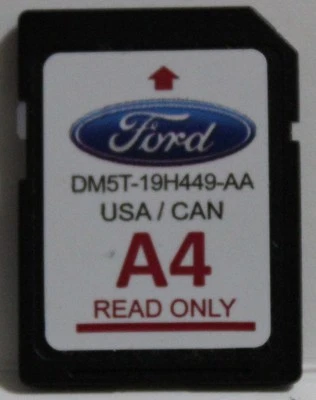 Ford
DM5T-19H449-AA
USA / CAN
A4
READ ONLY